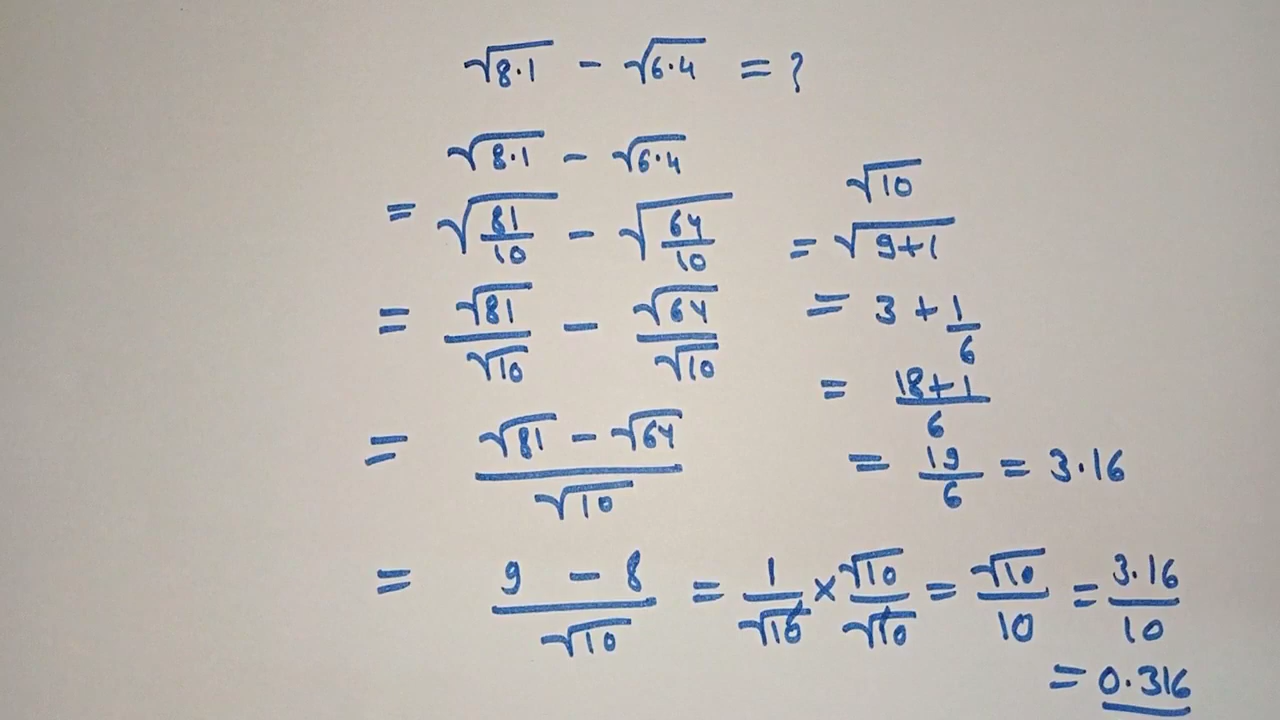 √8.1 - √6.4 = ?
√8.1 - √6.4
= √(81/10) - √(64/10)
= √81/√10 - √64/√10
= (√81 - √64)/√10
= (9 - 8)/√10 = 1/√10 × √10/√10 = √10/10 = 3.16/10
= 0.316
√10
= √(9+1)
= 3 + 1/6
= (18+1)/6
= 19/6 = 3.16